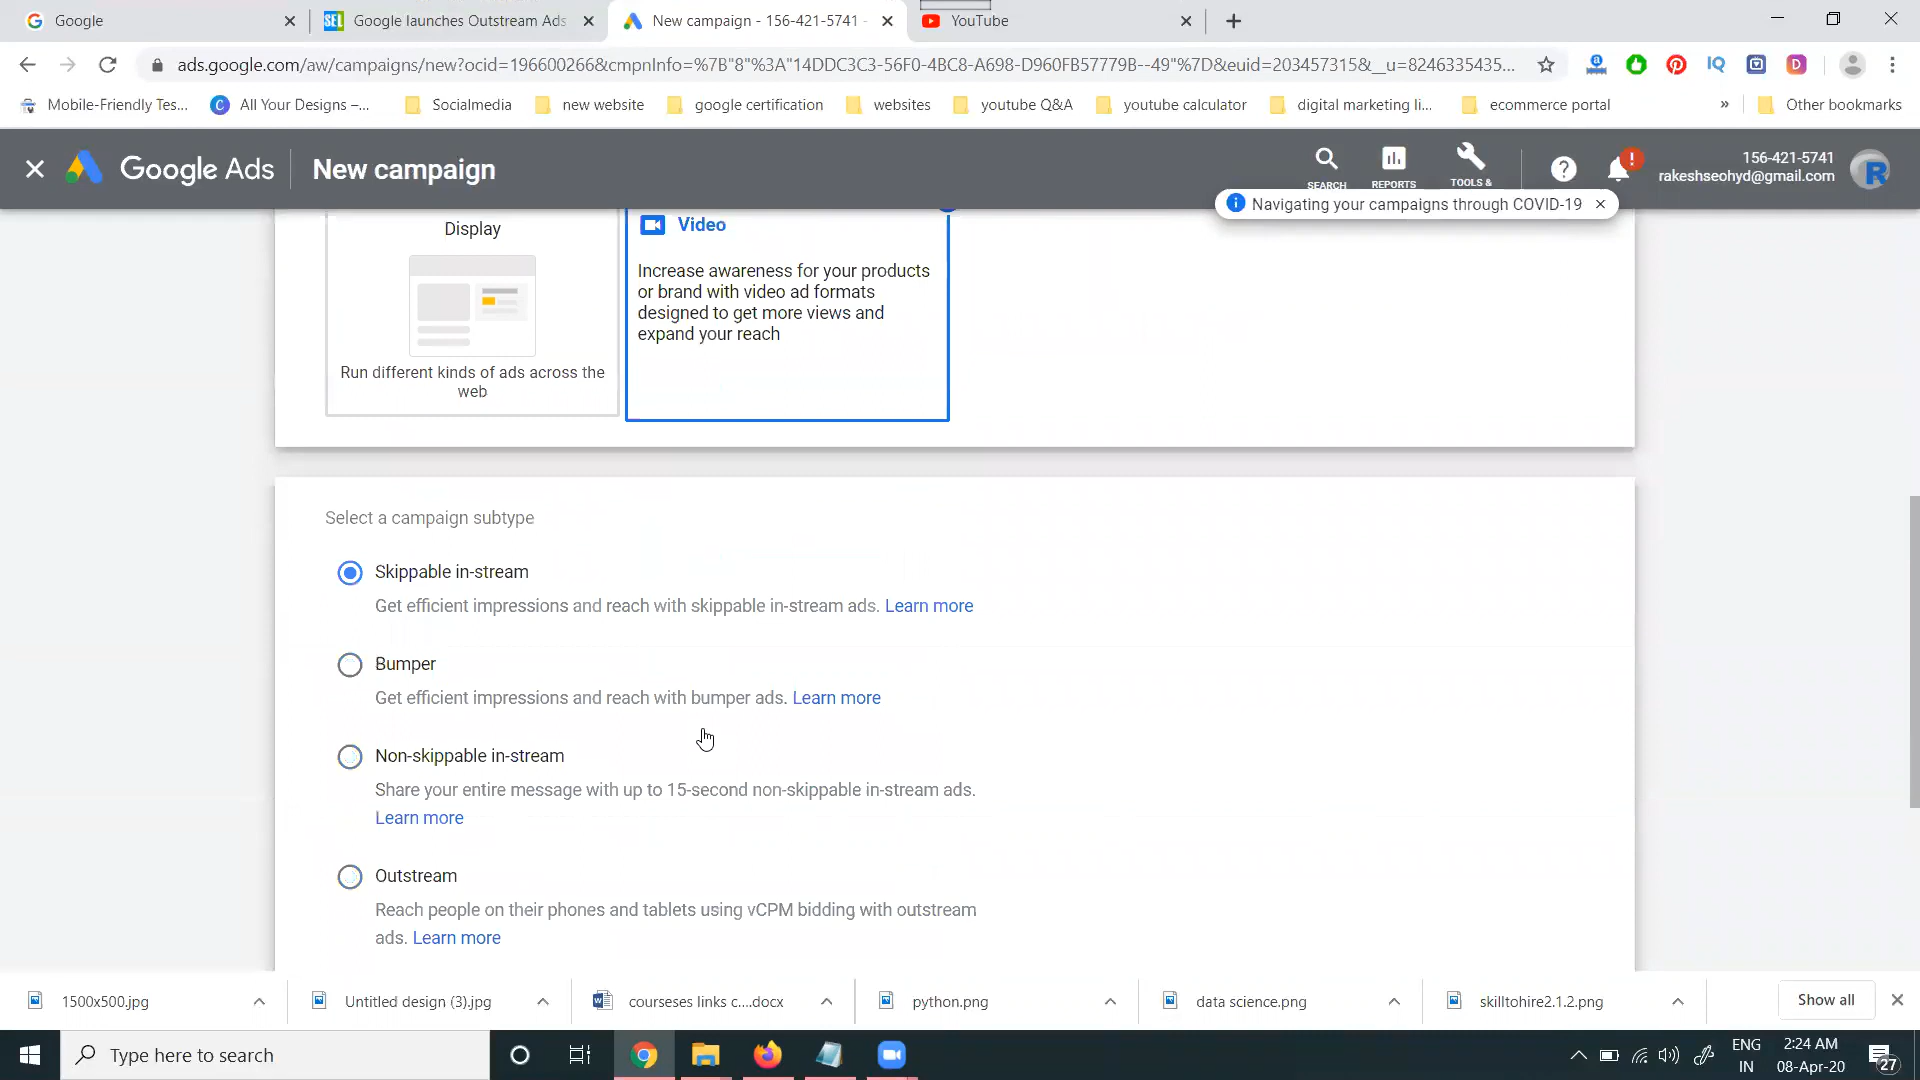 Google
Google launches Outstream Ads
New campaign - 156-421-5741 -
YouTube
ads.google.com/aw/campaigns/new?ocid=196600266&cmpnInfo=%7B"8"%3A"14DDC3C3-56F0-4BC8-A698-D960FB57779B--49"%7D&euid=203457315&__u=8246335435...
Mobile-Friendly Tes...
All Your Designs –...
Socialmedia
new website
google certification
websites
youtube Q&A
youtube calculator
digital marketing li...
ecommerce portal
»
Other bookmarks
Google Ads
New campaign
SEARCH
REPORTS
TOOLS &
156-421-5741
rakeshseohyd@gmail.com
Navigating your campaigns through COVID-19
Display
Run different kinds of ads across the
web
Video
Increase awareness for your products
or brand with video ad formats
designed to get more views and
expand your reach
Select a campaign subtype
Skippable in-stream
Get efficient impressions and reach with skippable in-stream ads. Learn more
Bumper
Get efficient impressions and reach with bumper ads. Learn more
Non-skippable in-stream
Share your entire message with up to 15-second non-skippable in-stream ads.
Learn more
Outstream
Reach people on their phones and tablets using vCPM bidding with outstream
ads. Learn more
1500x500.jpg
Untitled design (3).jpg
courseses links c....docx
python.png
data science.png
skilltohire2.1.2.png
Show all
Type here to search
ENG
IN
2:24 AM
08-Apr-20
27